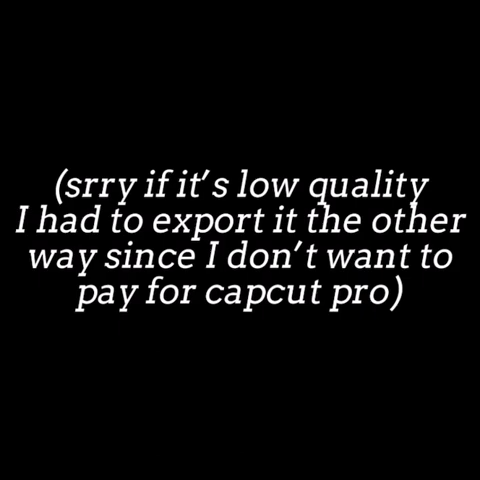 (srry if it's low quality
I had to export it the other
way since I don't want to
pay for capcut pro)